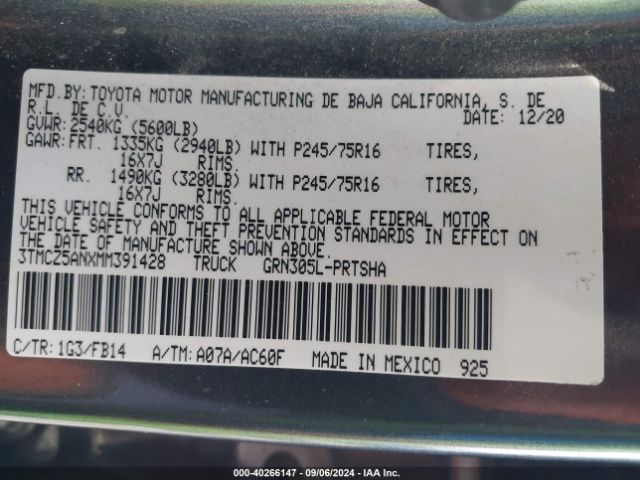 MFD.BY: TOYOTA MOTOR MANUFACTURING DE BAJA CALIFORNIA, S. DE
R.L. DE C.V. DATE: 12/20
GVWR: 2540KG (5600LB)
GAWR: FRT. 1335KG (2940LB) WITH P245/75R16 TIRES,
16X7J RIMS.
RR. 1490KG (3280LB) WITH P245/75R16 TIRES,
16X7J RIMS.
THIS VEHICLE CONFORMS TO ALL APPLICABLE FEDERAL MOTOR
VEHICLE SAFETY AND THEFT PREVENTION STANDARDS IN EFFECT ON
THE DATE OF MANUFACTURE SHOWN ABOVE.
3TMCZ5ANXMM391428 TRUCK GRN305L-PRTSHA
C/TR: 1G3/FB14 A/TM: A07A/AC60F MADE IN MEXICO 925
000-40266147 - 09/06/2024 - IAA Inc.